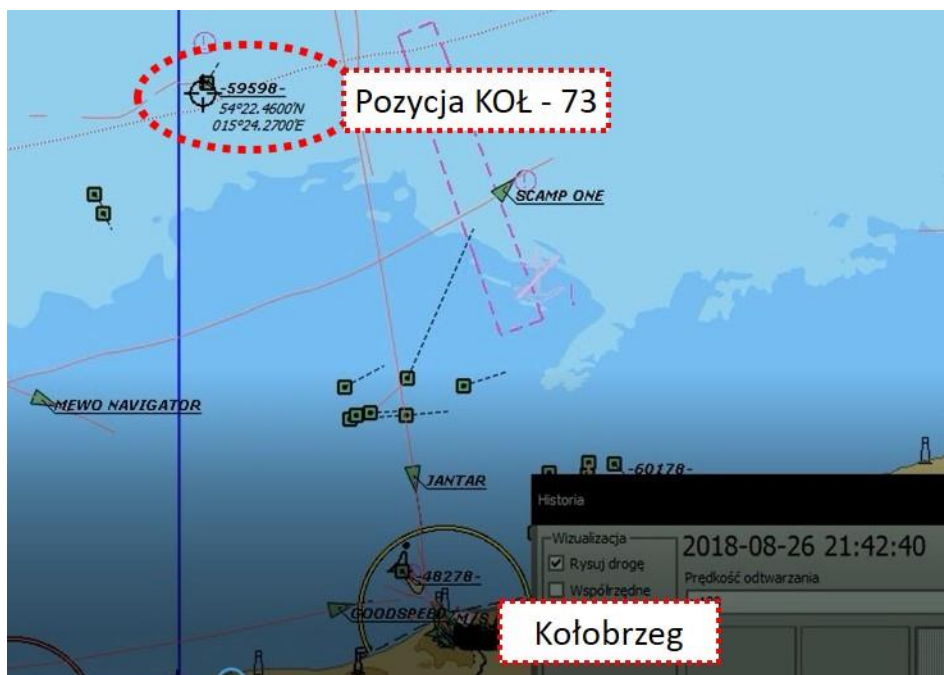 -59598-
54°22.4600'N
015°24.2700'E
Pozycja KOŁ - 73
SCAMP ONE
MEWO NAVIGATOR
JANTAR
-60178-
Historia
Wizualizacja
Rysuj drogę
Współrzędne
2018-08-26 21:42:40
Prędkość odtwarzania
-48278-
GOODSPEED
Kołobrzeg